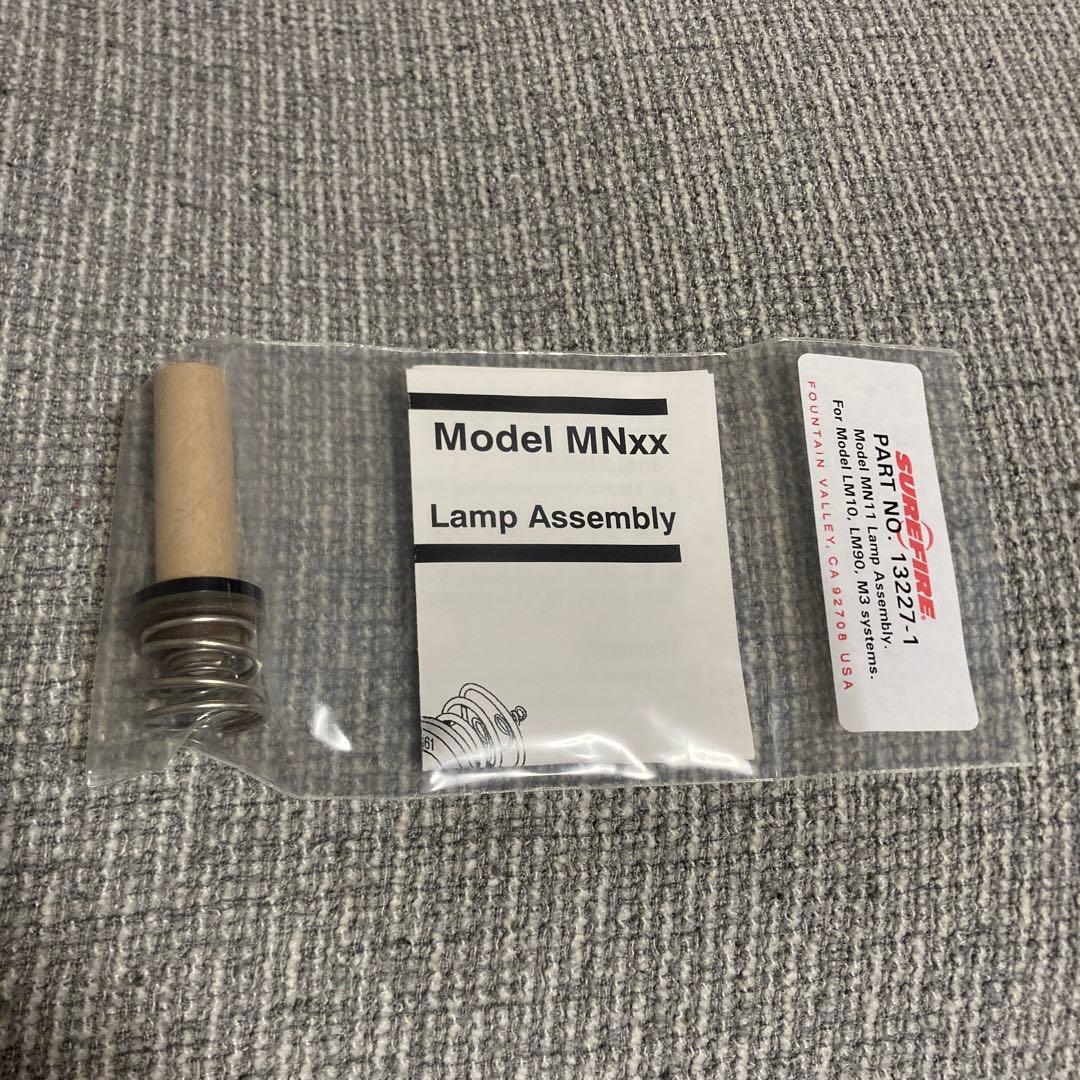 Model MNxx
Lamp Assembly
61
SUREFIRE®
PART NO. 13227-1
Model MN11 Lamp Assembly.
For Model LM10, LM90, M3 systems.
FOUNTAIN VALLEY, CA 92708 USA